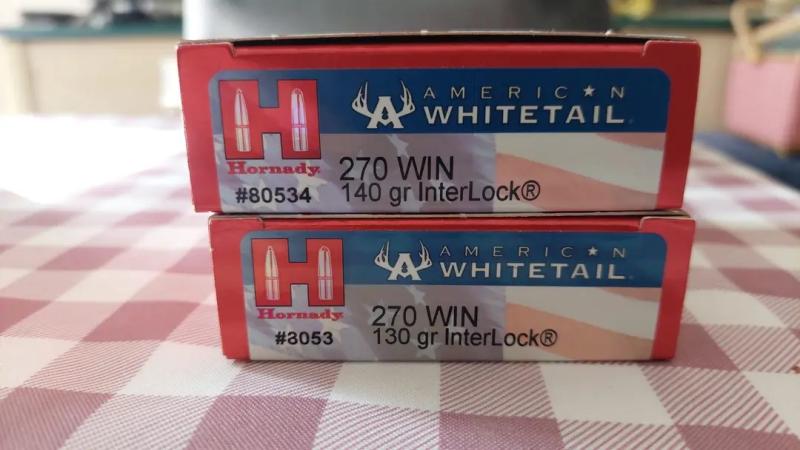 AMERICAN
WHITETAIL
H
Hornady
270 WIN
#80534
140 gr InterLock®
AMERICAN
WHITETAIL
H
Hornady
270 WIN
#8053
130 gr InterLock®